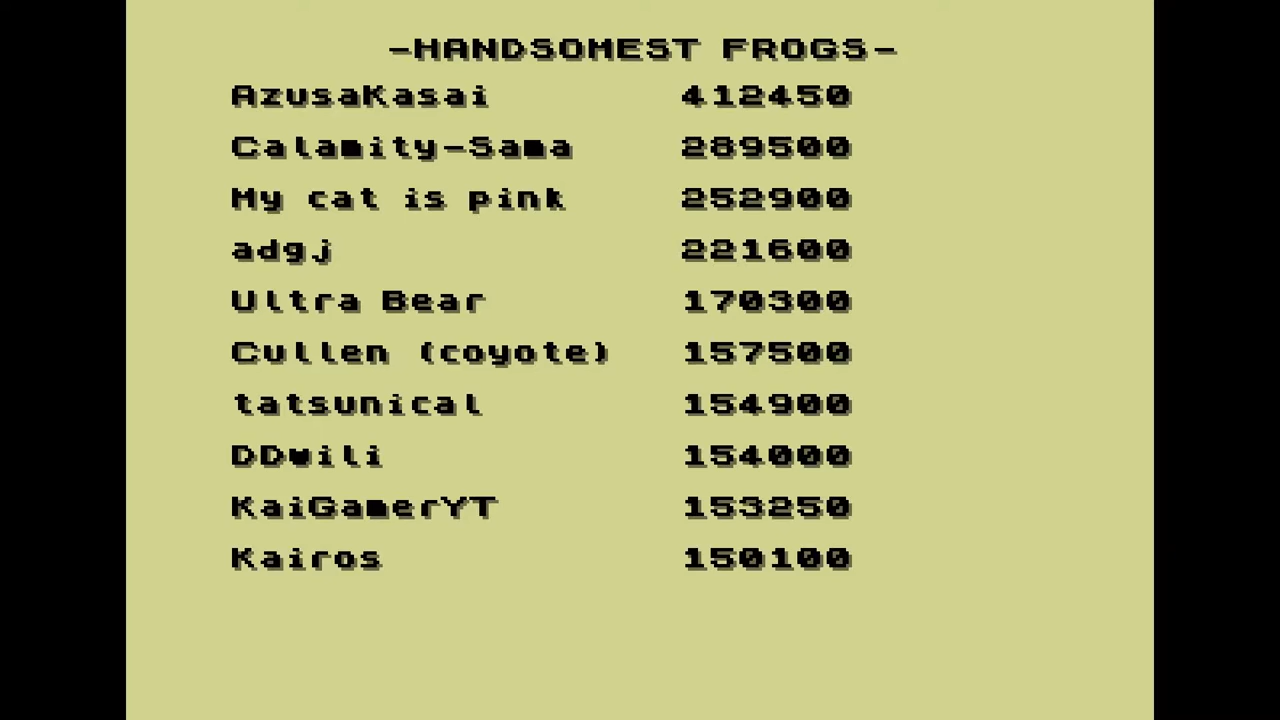 -HANDSOMEST FROGS-
AzusaKasai 412450
Calamity-Sama 289500
My cat is pink 252900
adgj 221600
Ultra Bear 170300
Cullen (coyote) 157500
tatsunical 154900
DDwili 154000
KaiGamerYT 153250
Kairos 150100